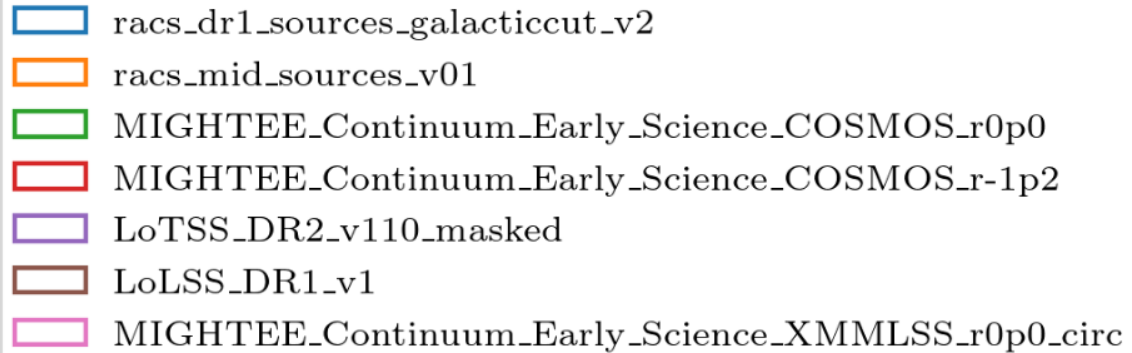 racs_dr1_sources_galacticcut_v2
racs_mid_sources_v01
MIGHTEE_Continuum_Early_Science_COSMOS_r0p0
MIGHTEE_Continuum_Early_Science_COSMOS_r-1p2
LoTSS_DR2_v110_masked
LoLSS_DR1_v1
MIGHTEE_Continuum_Early_Science_XMMLSS_r0p0_circ